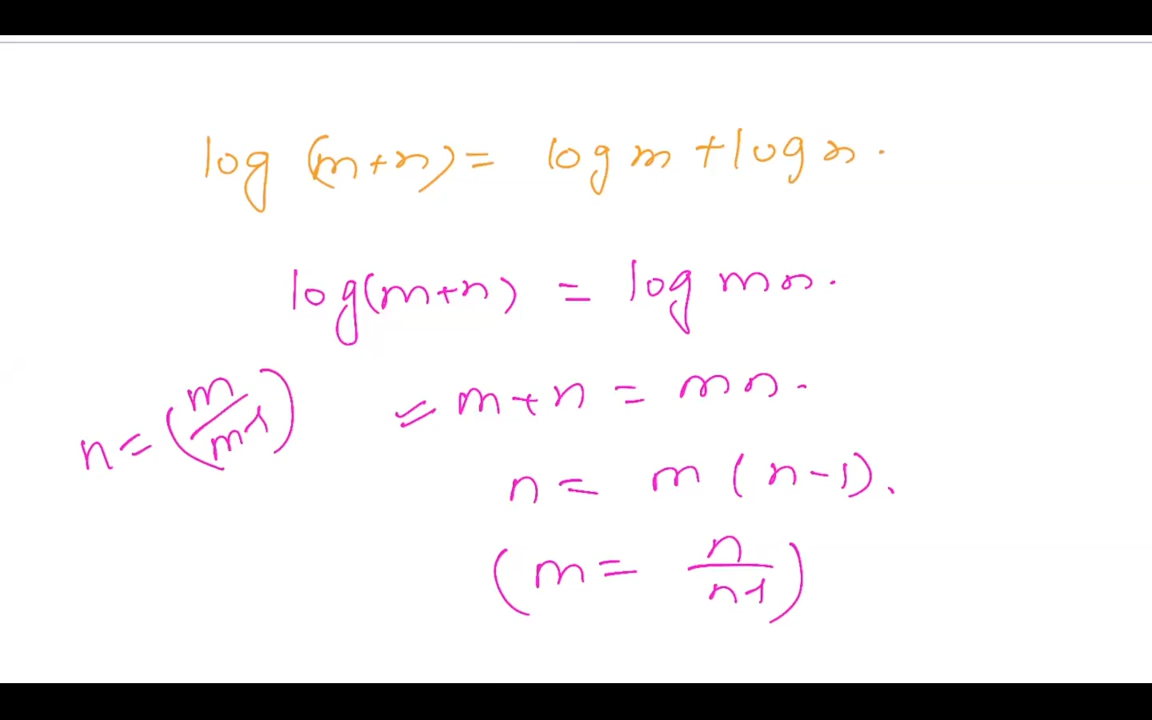 log (m+n) = log m + log n.
log(m+n) = log mn.
= m+n = mn.
n = (m/m-1)
n = m (n-1).
(m = n/n-1)